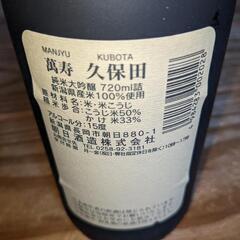 MANJYU KUBOTA
萬寿 久保田
純米大吟醸 720ml詰
新潟県産米100%使用
原材料名：米・米こうじ
精米歩合：こうじ米50%
かけ米33%
アルコール分：15度
新潟県長岡市朝日880-1
朝日酒造株式会社
TEL. 0258-92-3181